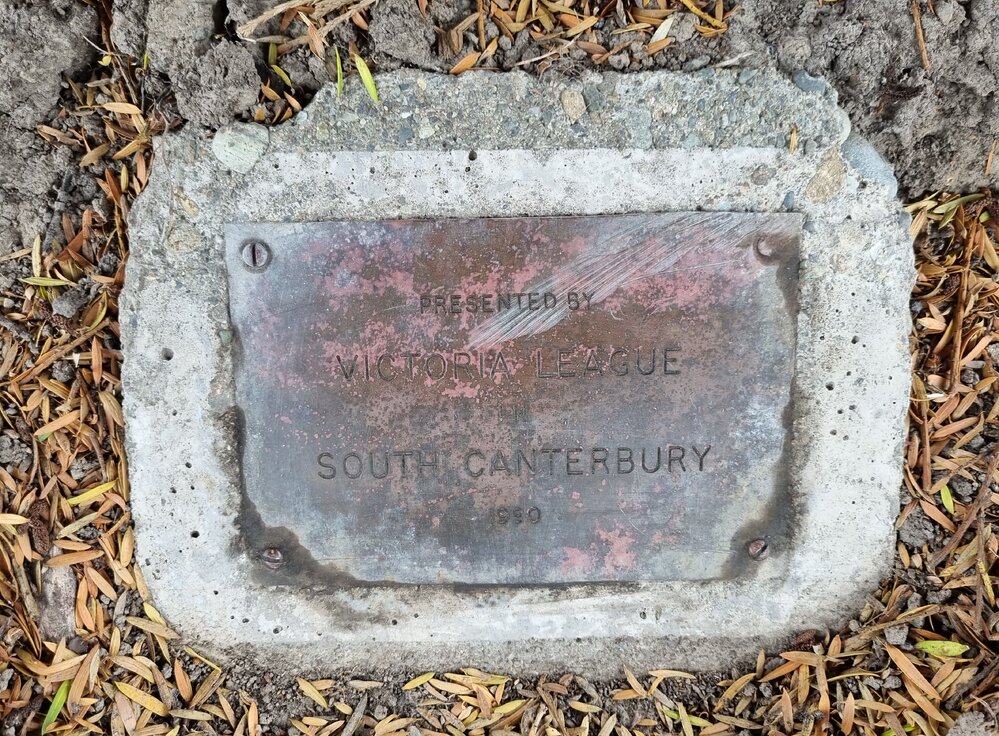 PRESENTED BY
VICTORIA LEAGUE
SOUTH CANTERBURY
1990